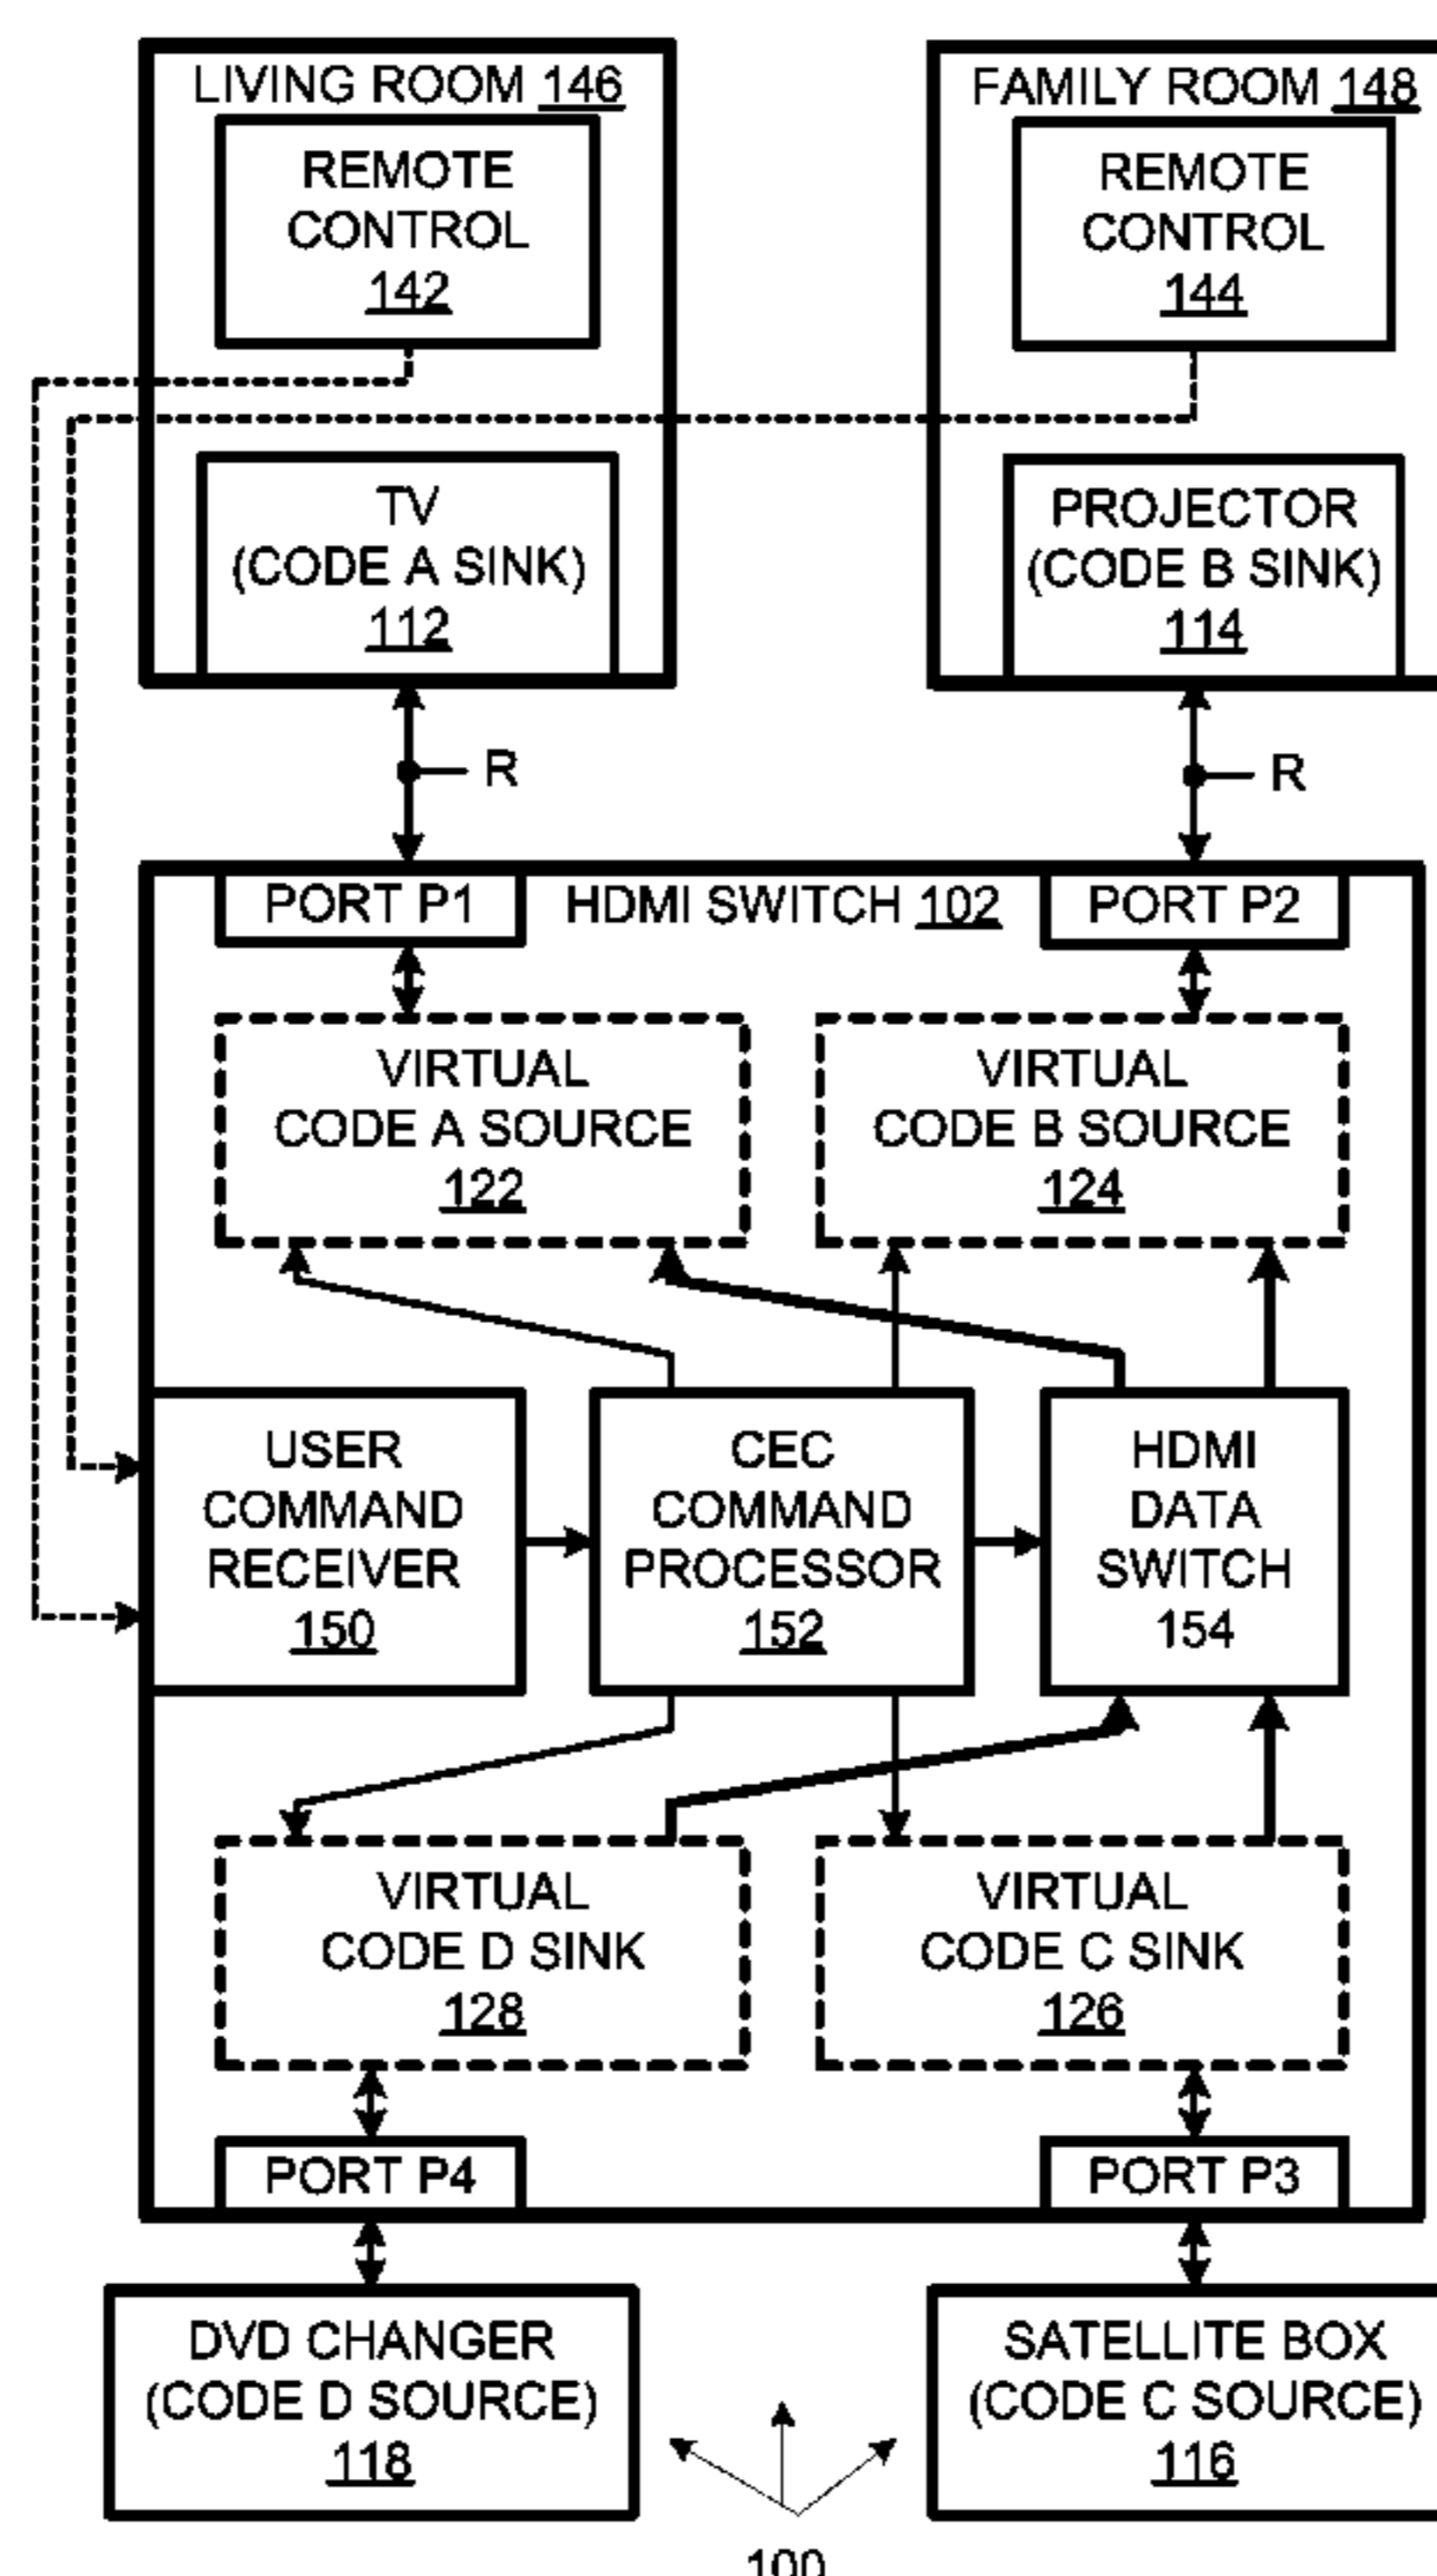 LIVING ROOM 146
REMOTE
CONTROL
142
TV
(CODE A SINK)
112
FAMILY ROOM 148
REMOTE
CONTROL
144
PROJECTOR
(CODE B SINK)
114
R
R
PORT P1
HDMI SWITCH 102
PORT P2
VIRTUAL
CODE A SOURCE
122
VIRTUAL
CODE B SOURCE
124
USER
COMMAND
RECEIVER
150
CEC
COMMAND
PROCESSOR
152
HDMI
DATA
SWITCH
154
VIRTUAL
CODE D SINK
128
VIRTUAL
CODE C SINK
126
PORT P4
PORT P3
DVD CHANGER
(CODE D SOURCE)
118
SATELLITE BOX
(CODE C SOURCE)
116
100